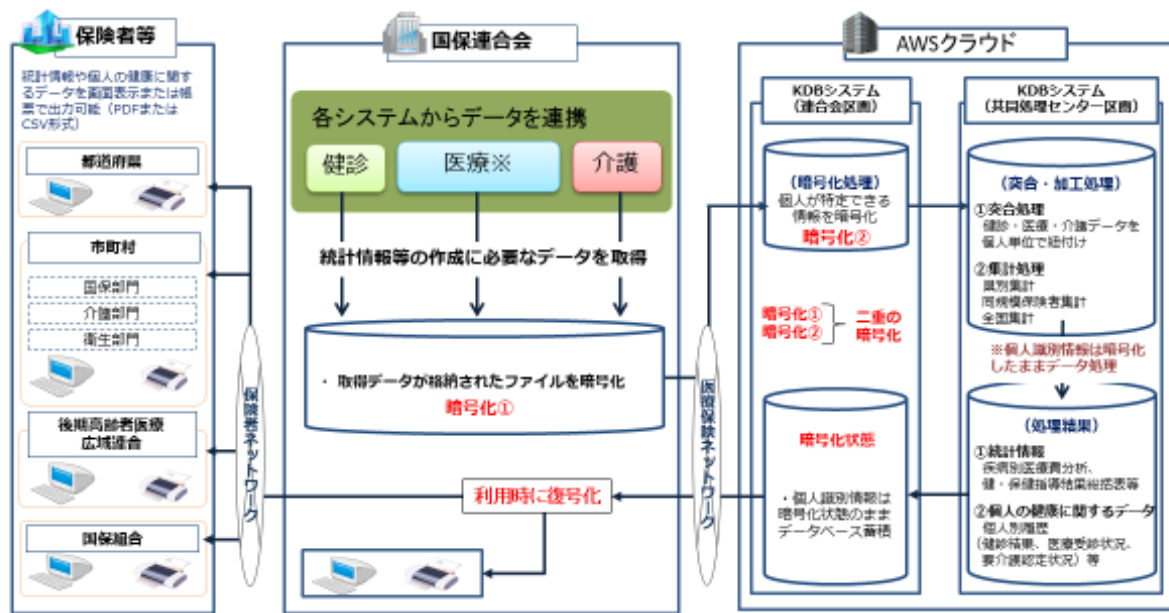 保険者等
統計情報や個人の健康に関す
るデータを画面表示または帳
票で出力可能（PDFまたは
CSV形式）
都道府県
市町村
国保部門
介護部門
衛生部門
後期高齢者医療
広域連合
国保組合
保険者ネットワーク
国保連合会
各システムからデータを連携
健診
医療※
介護
統計情報等の作成に必要なデータを取得
・ 取得データが格納されたファイルを暗号化
暗号化①
利用時に復号化
医療保険ネットワーク
AWSクラウド
KDBシステム
（連合会区画）
（暗号化処理）
個人が特定できる
情報を暗号化
暗号化②
暗号化①
暗号化②
二重の
暗号化
暗号化状態
・個人識別情報は
暗号化状態のまま
データベース蓄積
KDBシステム
（共同処理センター区画）
（突合・加工処理）
①突合処理
健診・医療・介護データを
個人単位で紐付け
②集計処理
県別集計
同規模保険者集計
全国集計
※個人識別情報は暗号化
したままデータ処理
（処理結果）
①統計情報
疾病別医療費分析、
健・保健指導結果総括表等
②個人の健康に関するデータ
個人別履歴
（健診結果、医療受診状況、
要介護認定状況）等